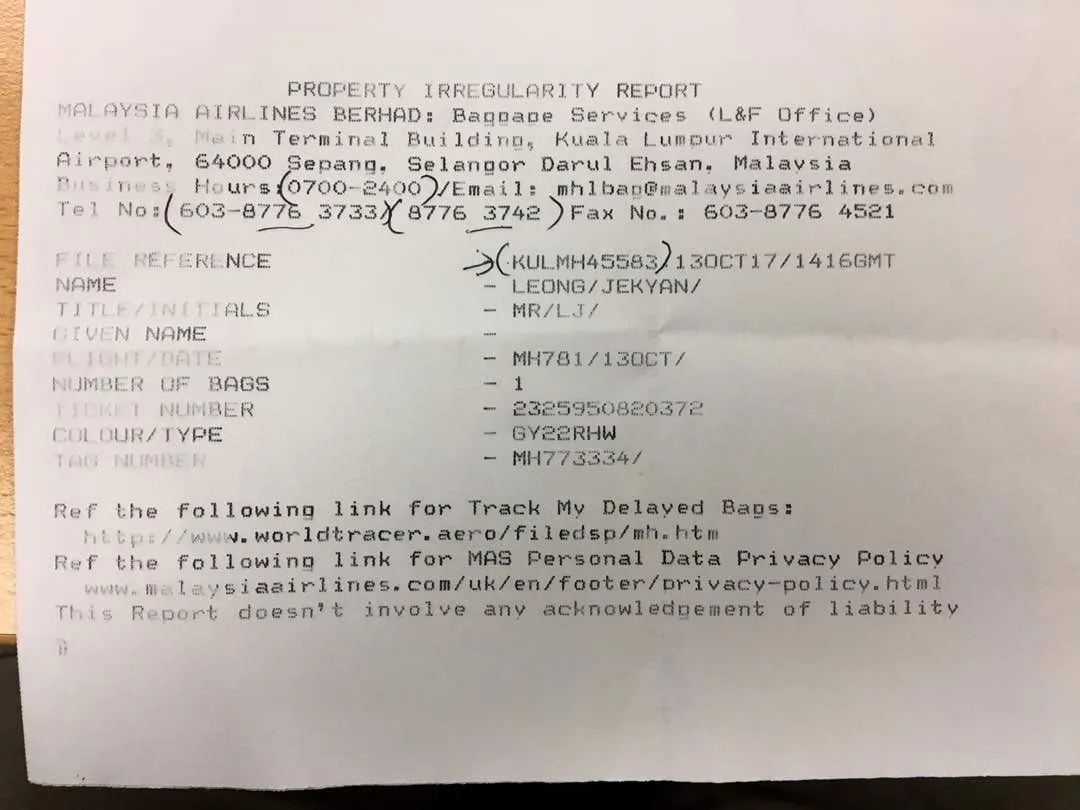 PROPERTY IRREGULARITY REPORT
MALAYSIA AIRLINES BERHAD: Baggage Services (L&F Office)
Level 3, Main Terminal Building, Kuala Lumpur International
Airport, 64000 Sepang, Selangor Darul Ehsan, Malaysia
Business Hours:(0700-2400)/Email: mhlbag@malaysiaairlines.com
Tel No:(603-8776 3733/(8776 3742) Fax No.: 603-8776 4521
FILE REFERENCE →(KULMH45583)/13OCT17/1416GMT
NAME - LEONG/JEKYAN/
TITLE/INITIALS - MR/LJ/
GIVEN NAME -
FLIGHT/DATE - MH781/13OCT/
NUMBER OF BAGS - 1
TICKET NUMBER - 2325950820372
COLOUR/TYPE - GY22RHW
TAG NUMBER - MH773334/
Ref the following link for Track My Delayed Bags:
http://www.worldtracer.aero/filedsp/mh.htm
Ref the following link for MAS Personal Data Privacy Policy
www.malaysiaairlines.com/uk/en/footer/privacy-policy.html
This Report doesn't involve any acknowledgement of liability